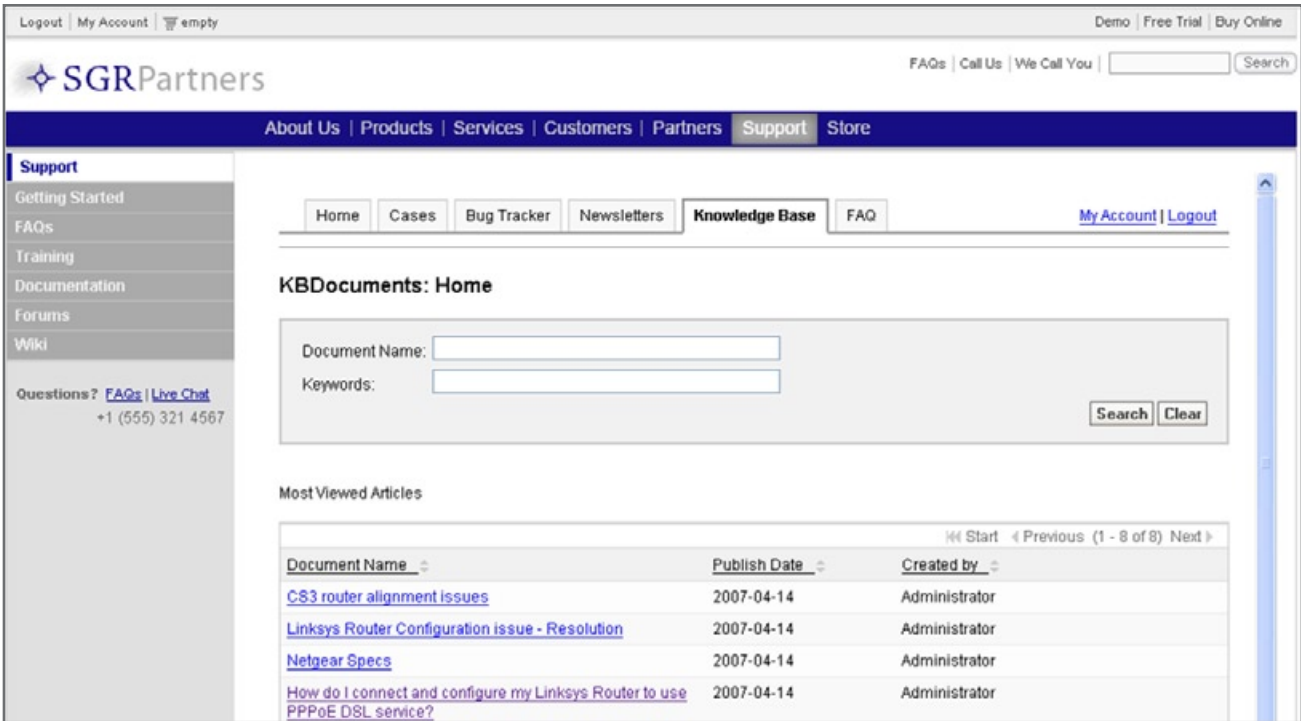 Logout | My Account | empty
Demo | Free Trial | Buy Online
SGRPartners
FAQs | Call Us | We Call You | Search
About Us | Products | Services | Customers | Partners Support Store
Support
Getting Started
FAQs
Training
Documentation
Forums
Wiki
Questions? FAQs | Live Chat
+1 (555) 321 4567
Home Cases Bug Tracker Newsletters Knowledge Base FAQ
My Account | Logout
KBDocuments: Home
Document Name:
Keywords:
Search Clear
Most Viewed Articles
Start Previous (1 - 8 of 8) Next
Document Name Publish Date Created by
CS3 router alignment issues 2007-04-14 Administrator
Linksys Router Configuration issue - Resolution 2007-04-14 Administrator
Netgear Specs 2007-04-14 Administrator
How do I connect and configure my Linksys Router to use 2007-04-14 Administrator
PPPoE DSL service?